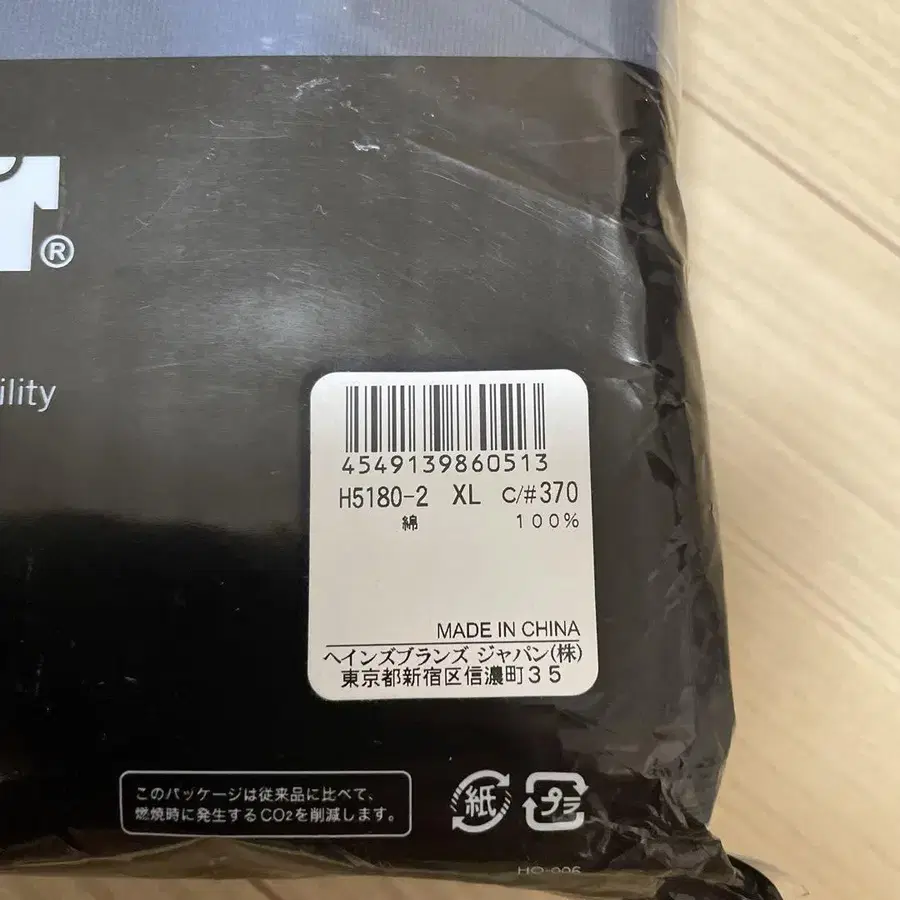 ®
ility
4549139860513
H5180-2 XL C/#370
綿 100%
MADE IN CHINA
ヘインズブランズ ジャパン(株)
東京都新宿区信濃町35
このパッケージは従来品に比べて、
燃焼時に発生するCO2を削減します。
紙 プラ